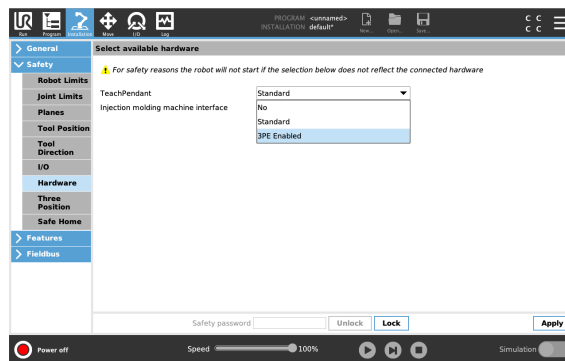 UR
Run
Program
Installation
Move
I/O
Log
PROGRAM <unnamed>
INSTALLATION default*
New...
Open...
Save...
C C
C C
General
Safety
Robot Limits
Joint Limits
Planes
Tool Position
Tool
Direction
I/O
Hardware
Three
Position
Safe Home
Features
Fieldbus
Select available hardware
For safety reasons the robot will not start if the selection below does not reflect the connected hardware
TeachPendant
Standard
Injection molding machine interface
No
Standard
3PE Enabled
Safety password
Unlock
Lock
Apply
Power off
Speed
100%
Simulation